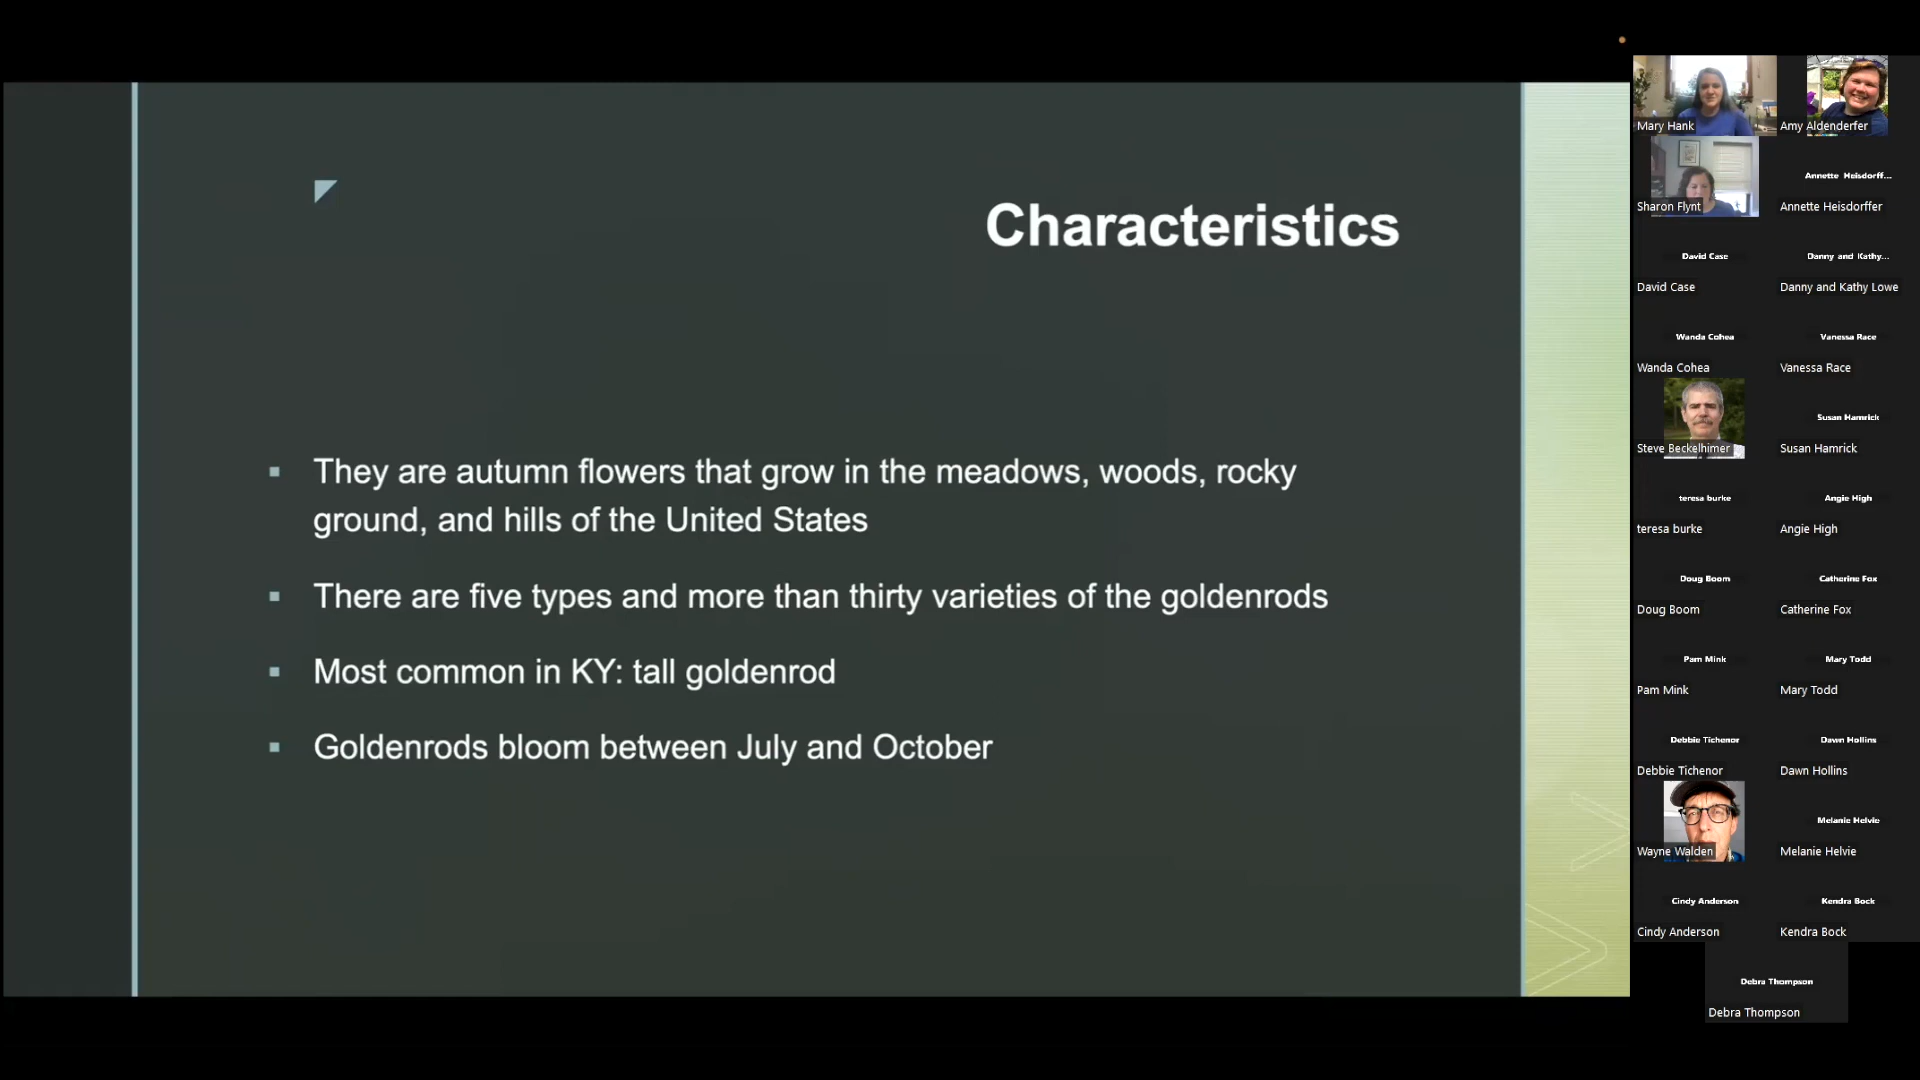 Characteristics
▪ They are autumn flowers that grow in the meadows, woods, rocky
ground, and hills of the United States
▪ There are five types and more than thirty varieties of the goldenrods
▪ Most common in KY: tall goldenrod
▪ Goldenrods bloom between July and October
Mary Hank
Amy Aldenderfer
Sharon Flynt
Annette Heisdorff...
Annette Heisdorffer
David Case
David Case
Danny and Kathy...
Danny and Kathy Lowe
Wanda Cohea
Wanda Cohea
Vanessa Race
Vanessa Race
Steve Beckelhimer
Susan Hamrick
Susan Hamrick
teresa burke
teresa burke
Angie High
Angie High
Doug Boom
Doug Boom
Catherine Fox
Catherine Fox
Pam Mink
Pam Mink
Mary Todd
Mary Todd
Debbie Tichenor
Debbie Tichenor
Dawn Hollins
Dawn Hollins
Wayne Walden
Melanie Helvie
Melanie Helvie
Cindy Anderson
Cindy Anderson
Kendra Bock
Kendra Bock
Debra Thompson
Debra Thompson